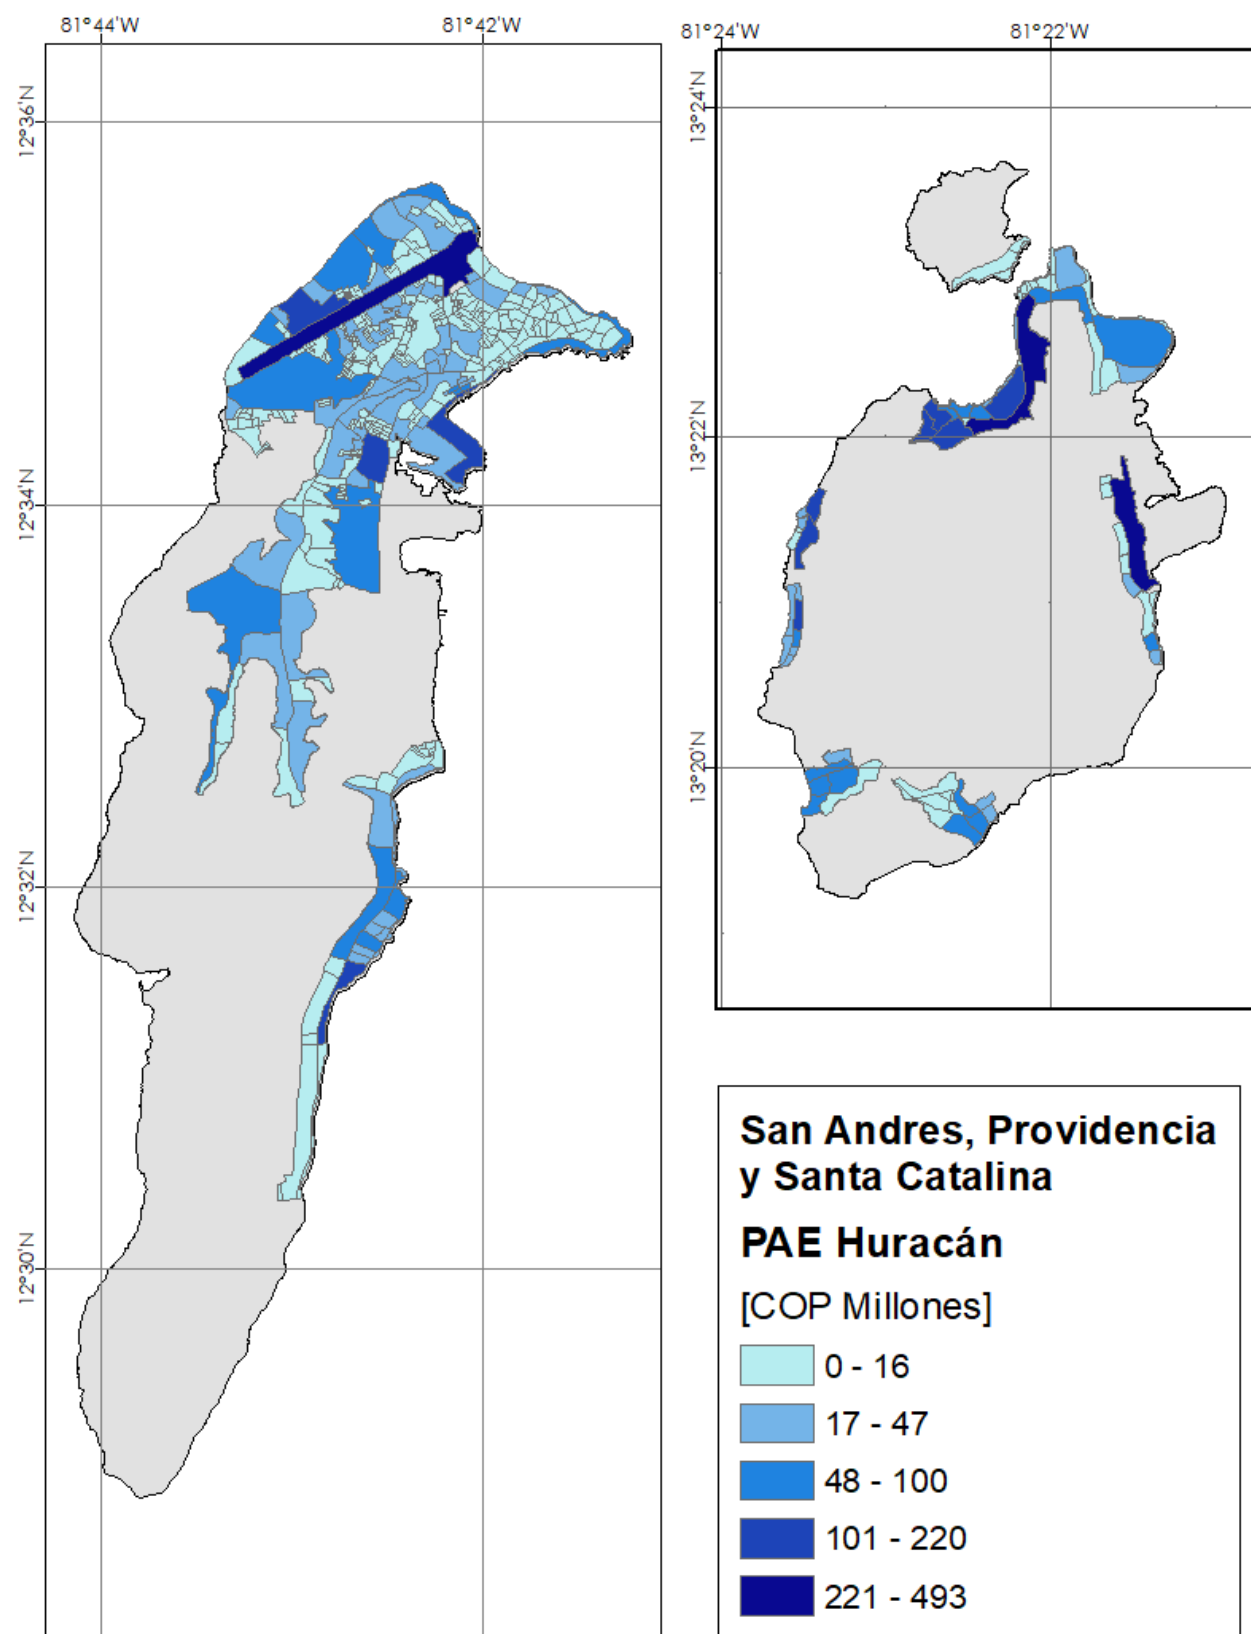 81°44'W
81°42'W
12°36'N
12°34'N
12°32'N
12°30'N
81°24'W
81°22'W
13°24'N
13°22'N
13°20'N
San Andres, Providencia
y Santa Catalina
PAE Huracán
[COP Millones]
0 - 16
17 - 47
48 - 100
101 - 220
221 - 493